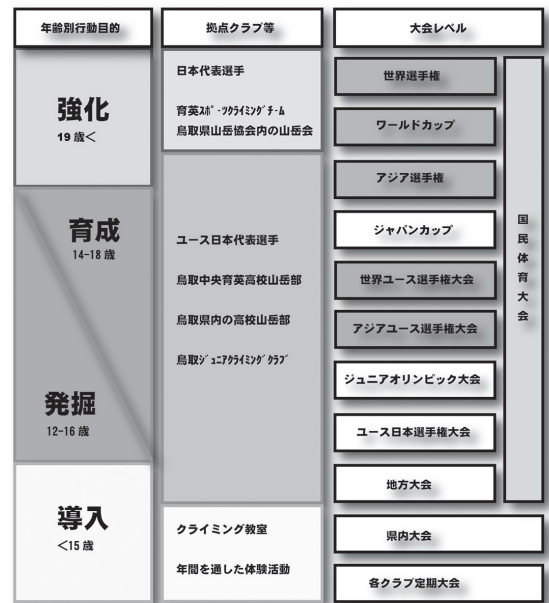 年齢別行動目的
拠点クラブ等
大会レベル
強化
19歳<
育成
14-18歳
発掘
12-16歳
導入
<15歳
日本代表選手
育英ｽﾎﾟｰﾂｸﾗｲﾐﾝｸﾞﾁｰﾑ
鳥取県山岳協会内の山岳会
ユース日本代表選手
鳥取中央育英高校山岳部
鳥取県内の高校山岳部
鳥取ｼﾞｭﾆｱｸﾗｲﾐﾝｸﾞｸﾗﾌﾞ
クライミング教室
年間を通した体験活動
世界選手権
ワールドカップ
アジア選手権
ジャパンカップ
世界ユース選手権大会
アジアユース選手権大会
ジュニアオリンピック大会
ユース日本選手権大会
地方大会
県内大会
各クラブ定期大会
国民体育大会